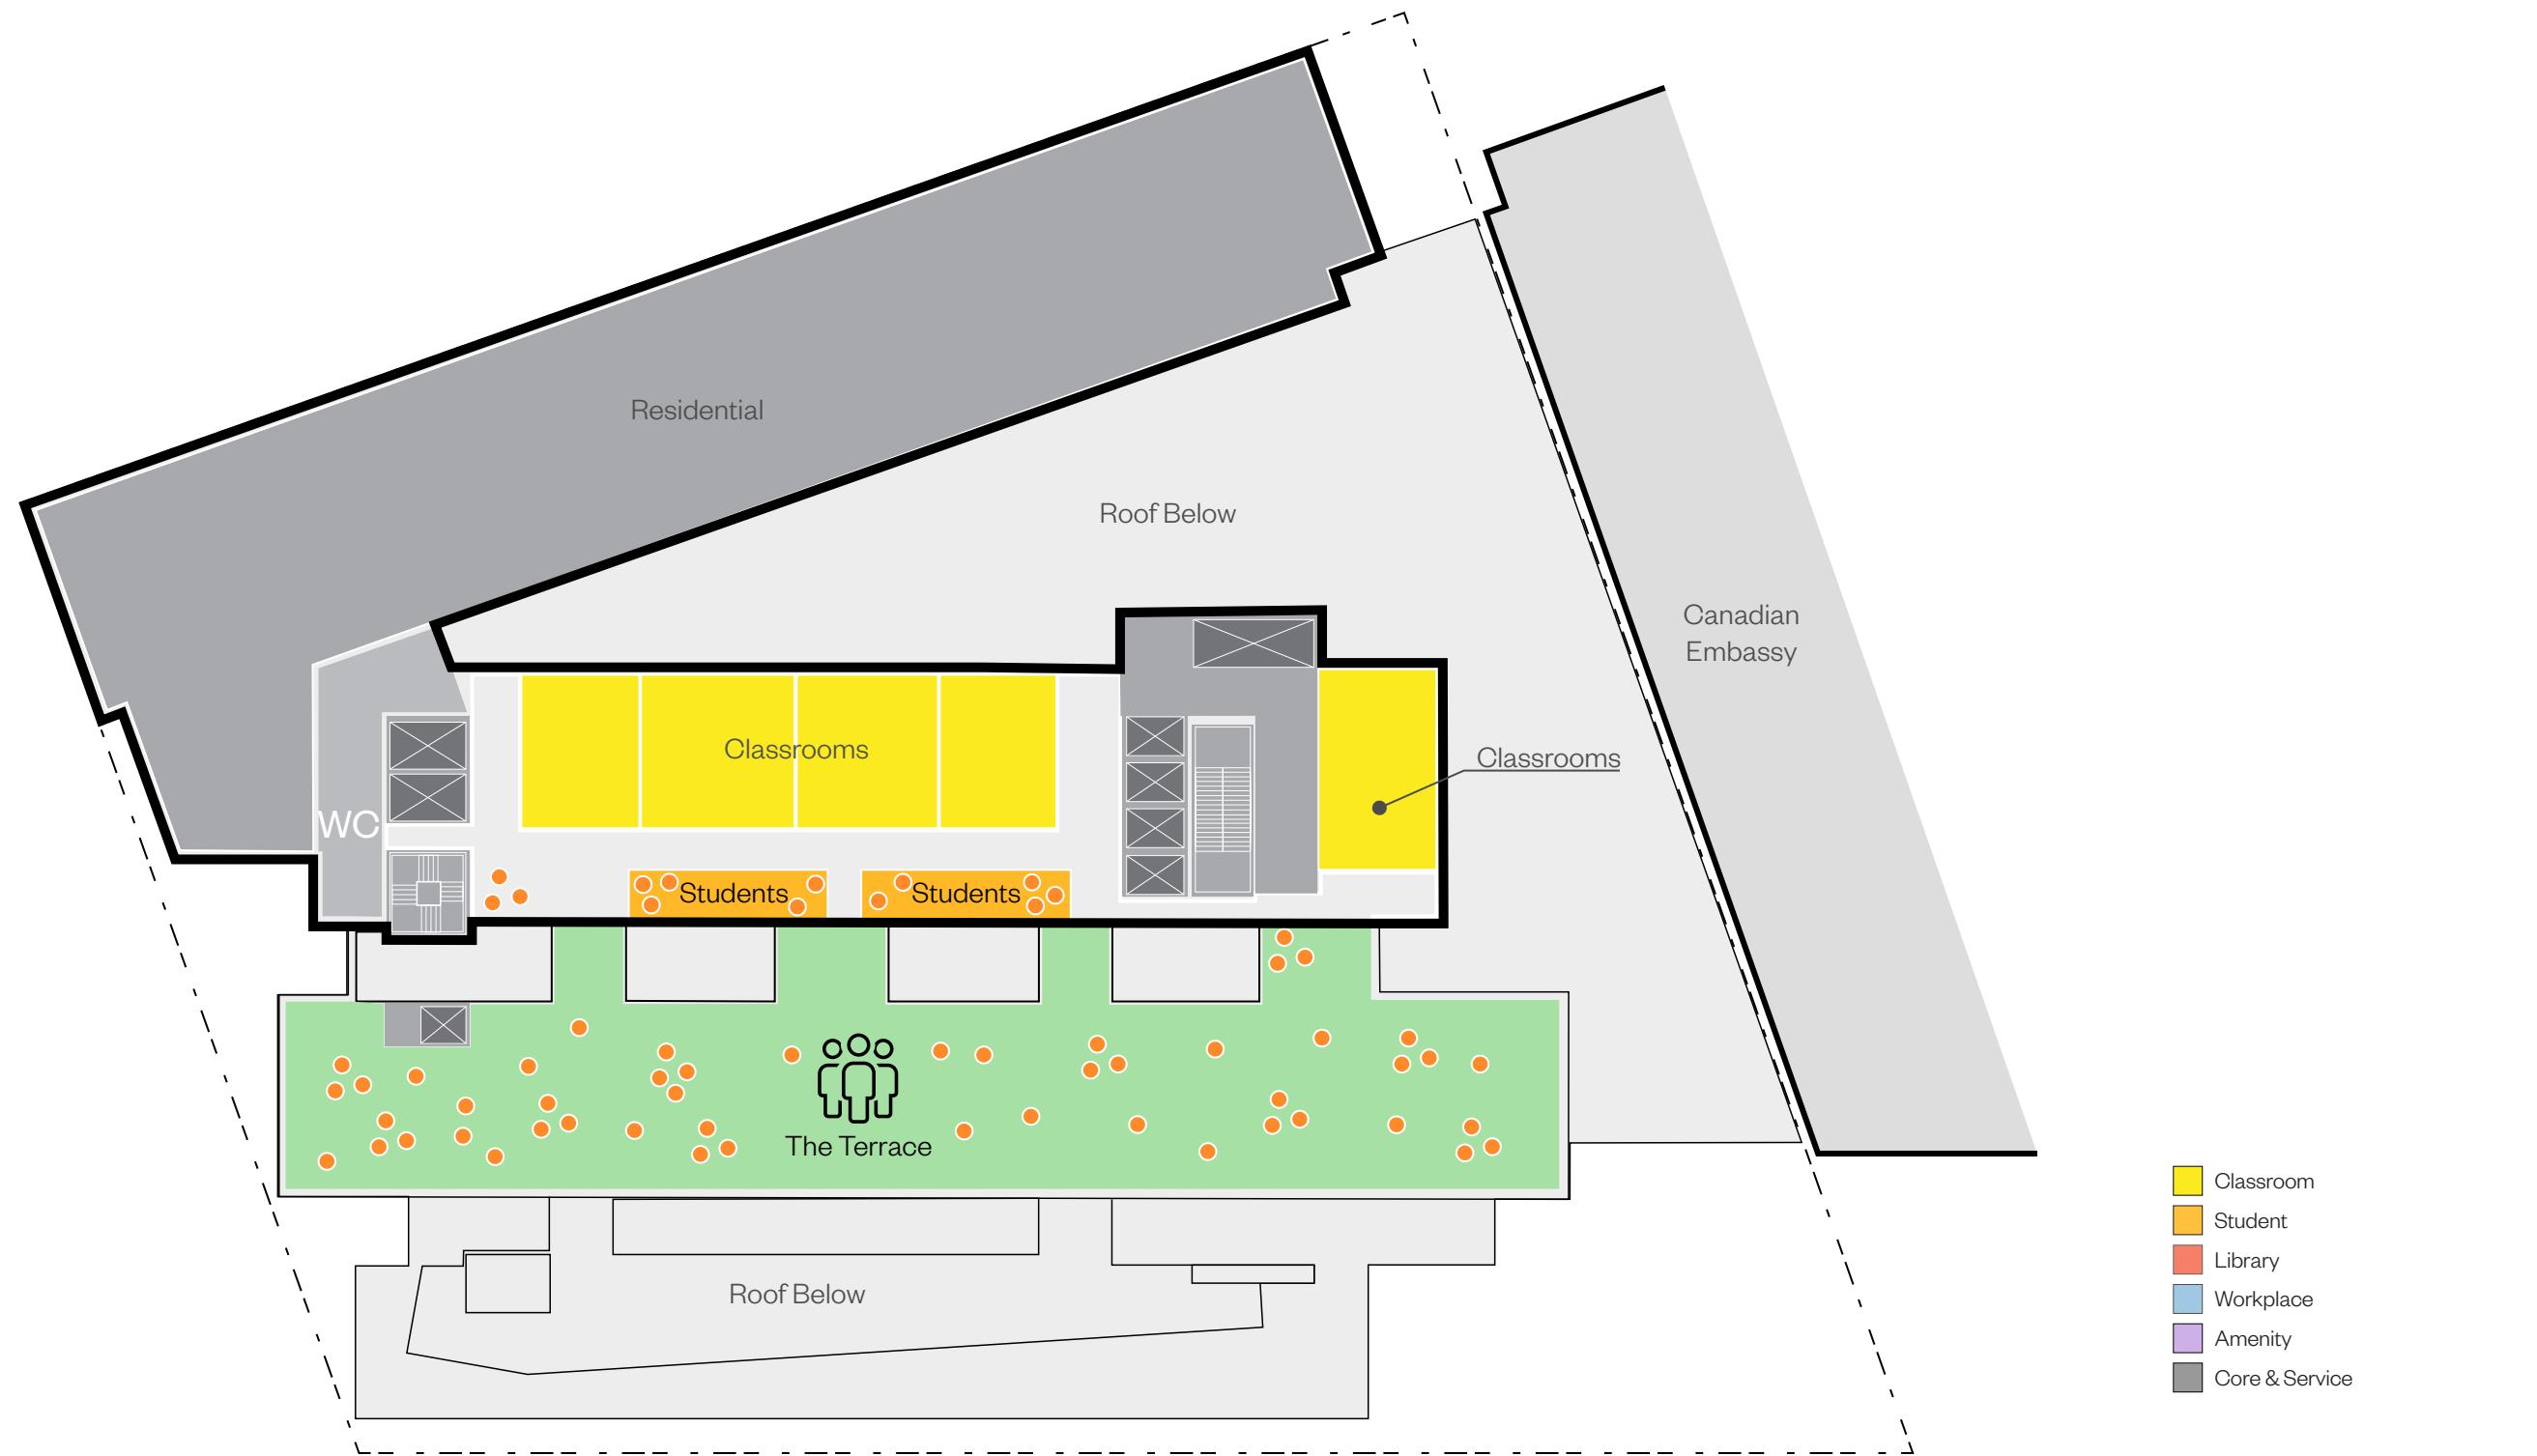 Residential
Roof Below
Canadian
Embassy
Classrooms
Classrooms
WC
Students
Students
The Terrace
Roof Below
Classroom
Student
Library
Workplace
Amenity
Core & Service